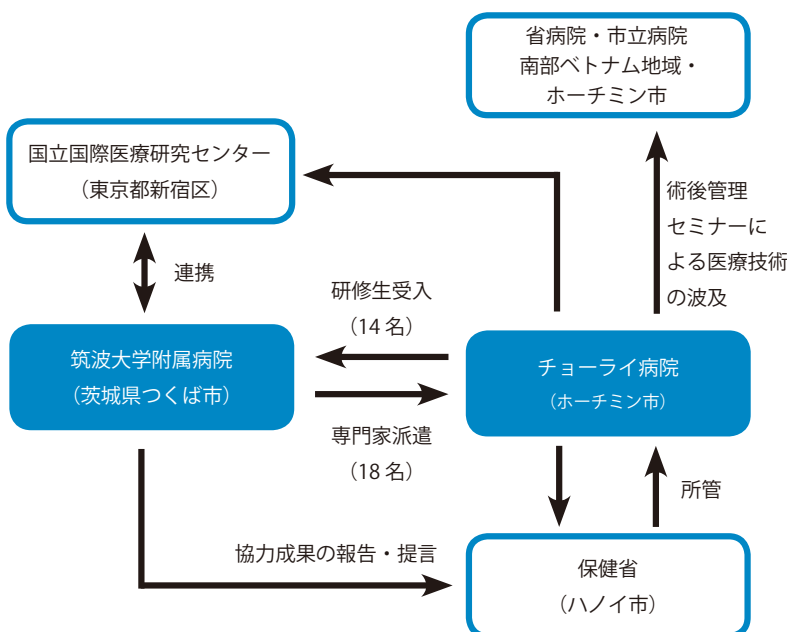 省病院・市立病院
南部ベトナム地域・
ホーチミン市
国立国際医療研究センター
（東京都新宿区）
術後管理
セミナーに
よる医療技術
の波及
連携
研修生受入
（14 名）
筑波大学附属病院
（茨城県つくば市）
チョーライ病院
（ホーチミン市）
専門家派遣
（18 名）
所管
協力成果の報告・提言
保健省
（ハノイ市）